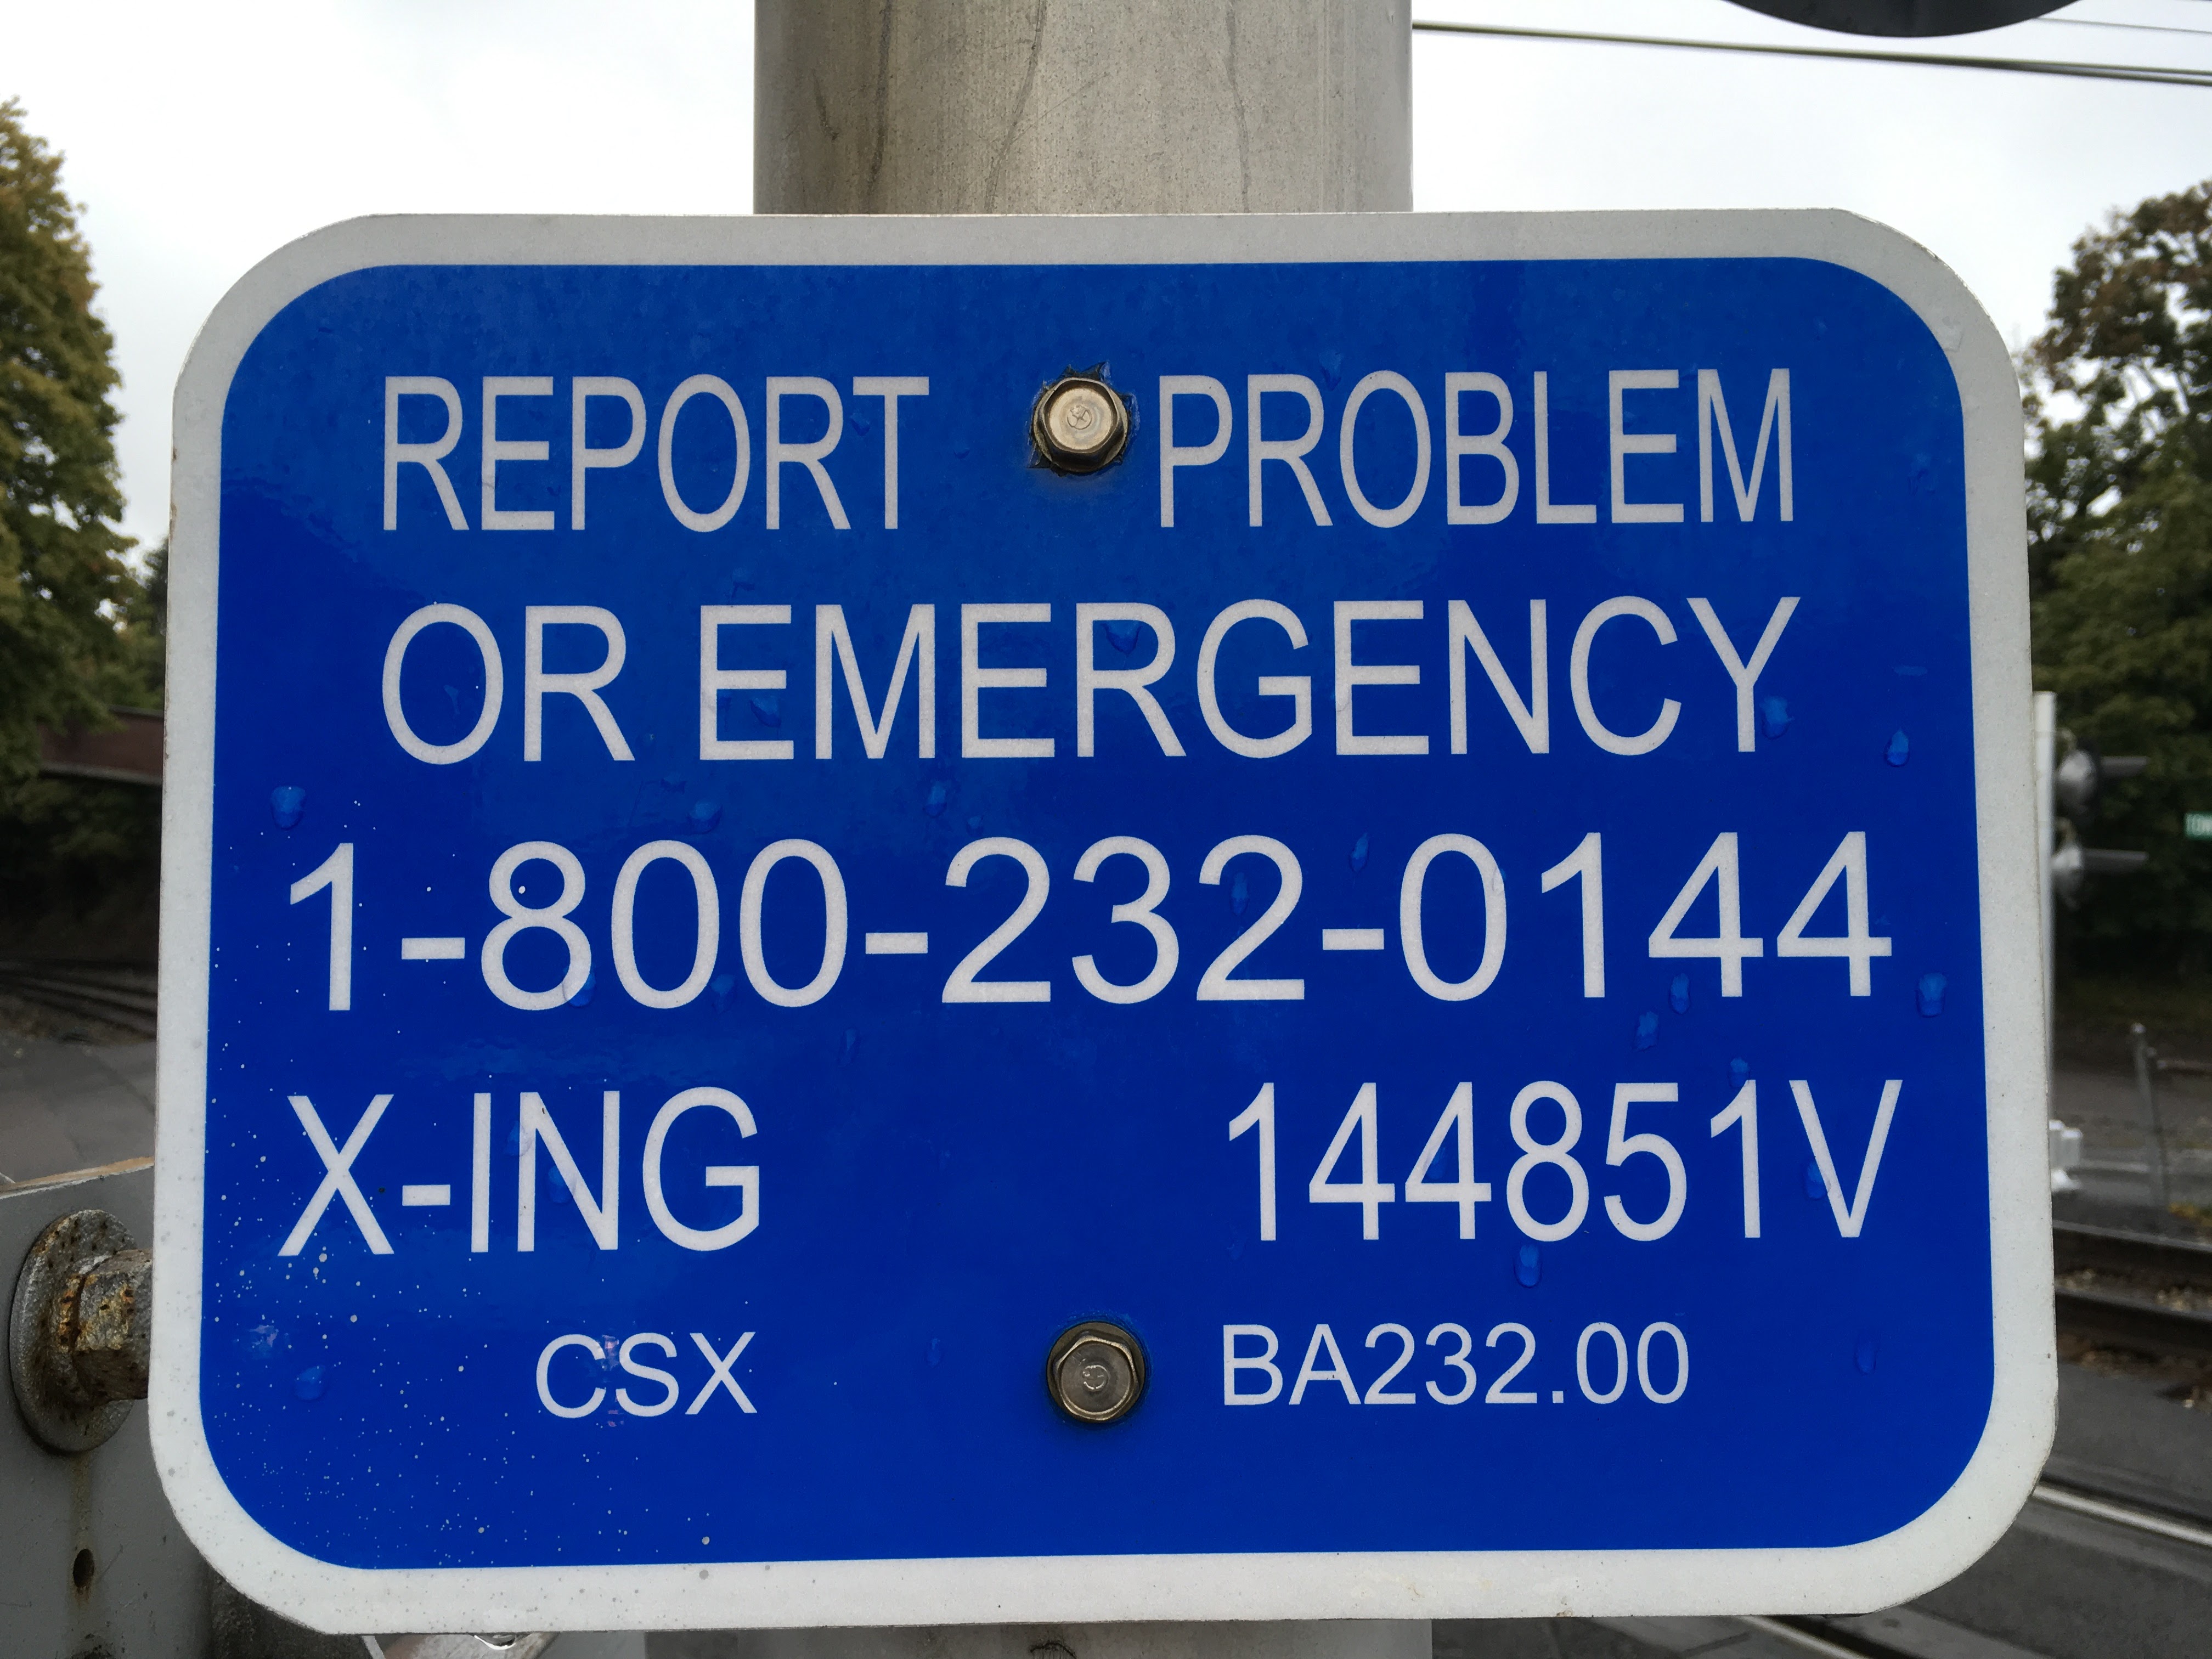 REPORT PROBLEM
OR EMERGENCY
1-800-232-0144
X-ING 144851V
CSX BA232.00